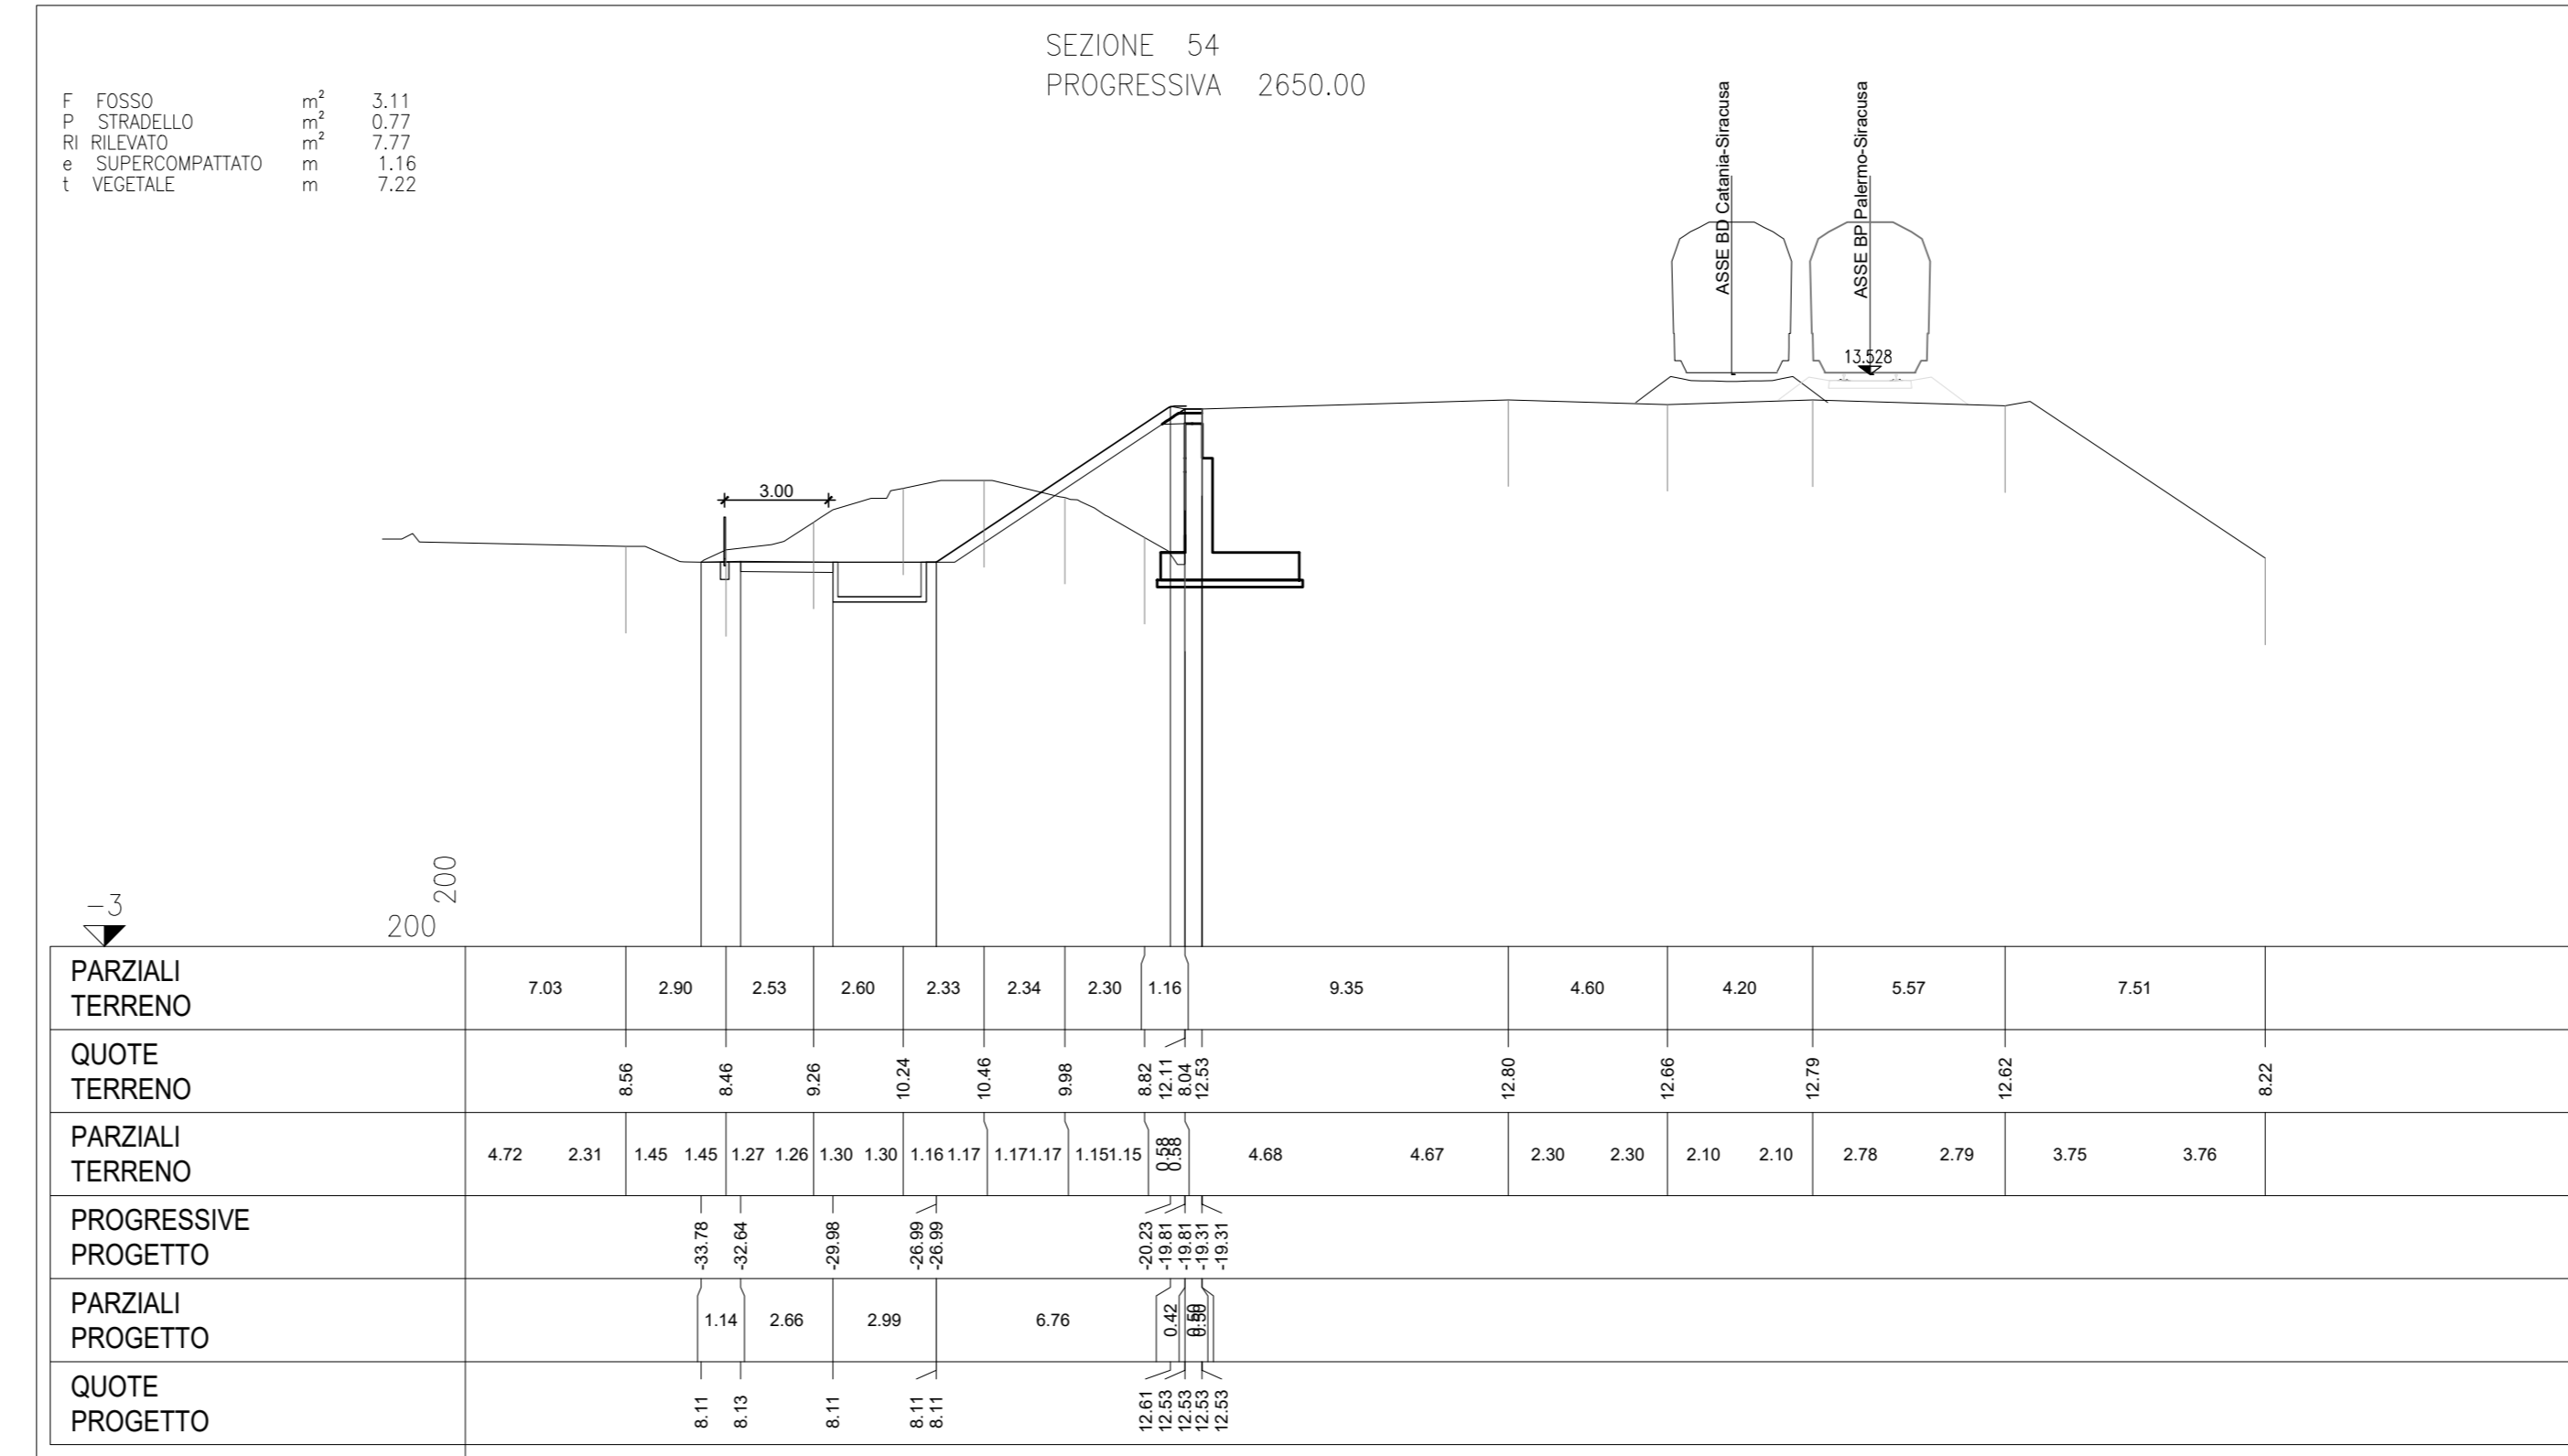 SEZIONE 54
PROGRESSIVA 2650.00
F FOSSO m² 3.11
P STRADELLO m² 0.77
RI RILEVATO m² 7.77
e SUPERCOMPATTATO m 1.16
t VEGETALE m 7.22
ASSE BD Catania-Siracusa
ASSE BP Palermo-Siracusa
13.528
3.00
-3
200
200
PARZIALI
TERRENO
7.03 2.90 2.53 2.60 2.33 2.34 2.30 1.16 9.35 4.60 4.20 5.57 7.51
QUOTE
TERRENO
8.56 8.46 9.26 10.24 10.46 9.98 8.82 12.11 8.04 12.53 12.80 12.66 12.79 12.62 8.22
PARZIALI
TERRENO
4.72 2.31 1.45 1.45 1.27 1.26 1.30 1.30 1.16 1.17 1.17 1.17 1.15 1.15 0.58 0.58 4.68 4.67 2.30 2.30 2.10 2.10 2.78 2.79 3.75 3.76
PROGRESSIVE
PROGETTO
-33.78 -32.64 -29.98 -26.99 -26.99 -20.23 -19.81 -19.81 -19.31 -19.31
PARZIALI
PROGETTO
1.14 2.66 2.99 6.76 0.42 0.50
QUOTE
PROGETTO
8.11 8.13 8.11 8.11 8.11 12.61 12.53 12.53 12.53 12.53